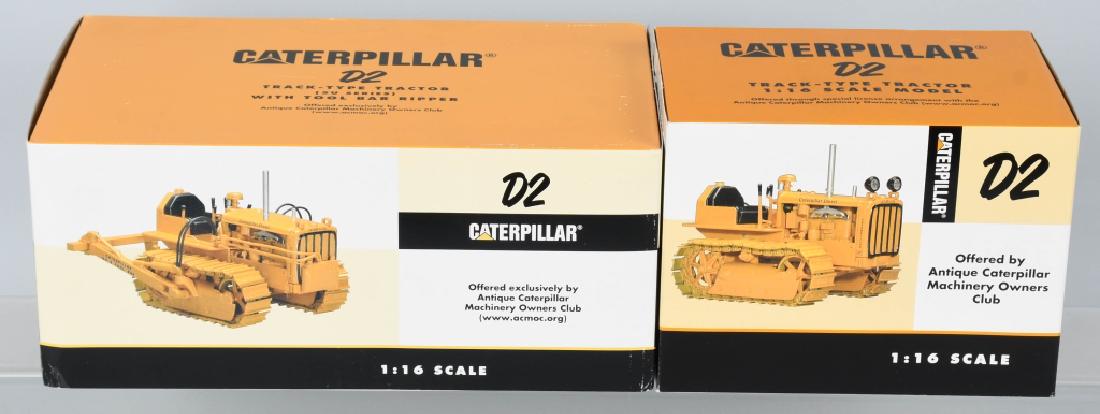 CATERPILLAR®
D2
TRACK-TYPE TRACTOR
(5U SERIES)
WITH TOOL BAR RIPPER
Offered exclusively by
Antique Caterpillar Machinery Owners Club
(www.acmoc.org)
D2
CATERPILLAR®
Offered exclusively by
Antique Caterpillar
Machinery Owners Club
(www.acmoc.org)
1:16 SCALE
CATERPILLAR®
D2
TRACK-TYPE TRACTOR
1:16 SCALE MODEL
Offered through special license arrangement with the
Antique Caterpillar Machinery Owners Club (www.acmoc.org)
CATERPILLAR®
D2
Offered by
Antique Caterpillar
Machinery Owners
Club
1:16 SCALE